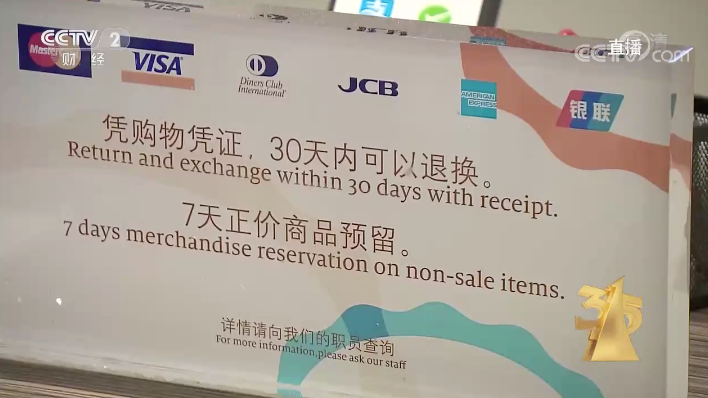 CCTV 2
财经
直播
CCTV.com
Master
VISA
VISA
Diners Club
International
JCB
AMERICAN
EXPRESS
银联
凭购物凭证，30天内可以退换。
Return and exchange within 30 days with receipt.
7天正价商品预留。
7 days merchandise reservation on non-sale items.
详情请向我们的职员查询
For more information,please ask our staff
315